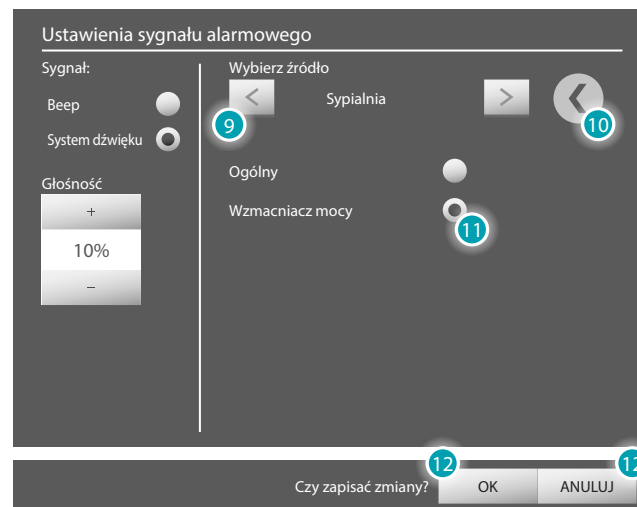 Ustawienia sygnału alarmowego
Sygnał:
Beep
System dźwięku
Głośność
+
10%
–
Wybierz źródło
< Sypialnia >
9
10
Ogólny
Wzmacniacz mocy
11
12
12
Czy zapisać zmiany? OK ANULUJ